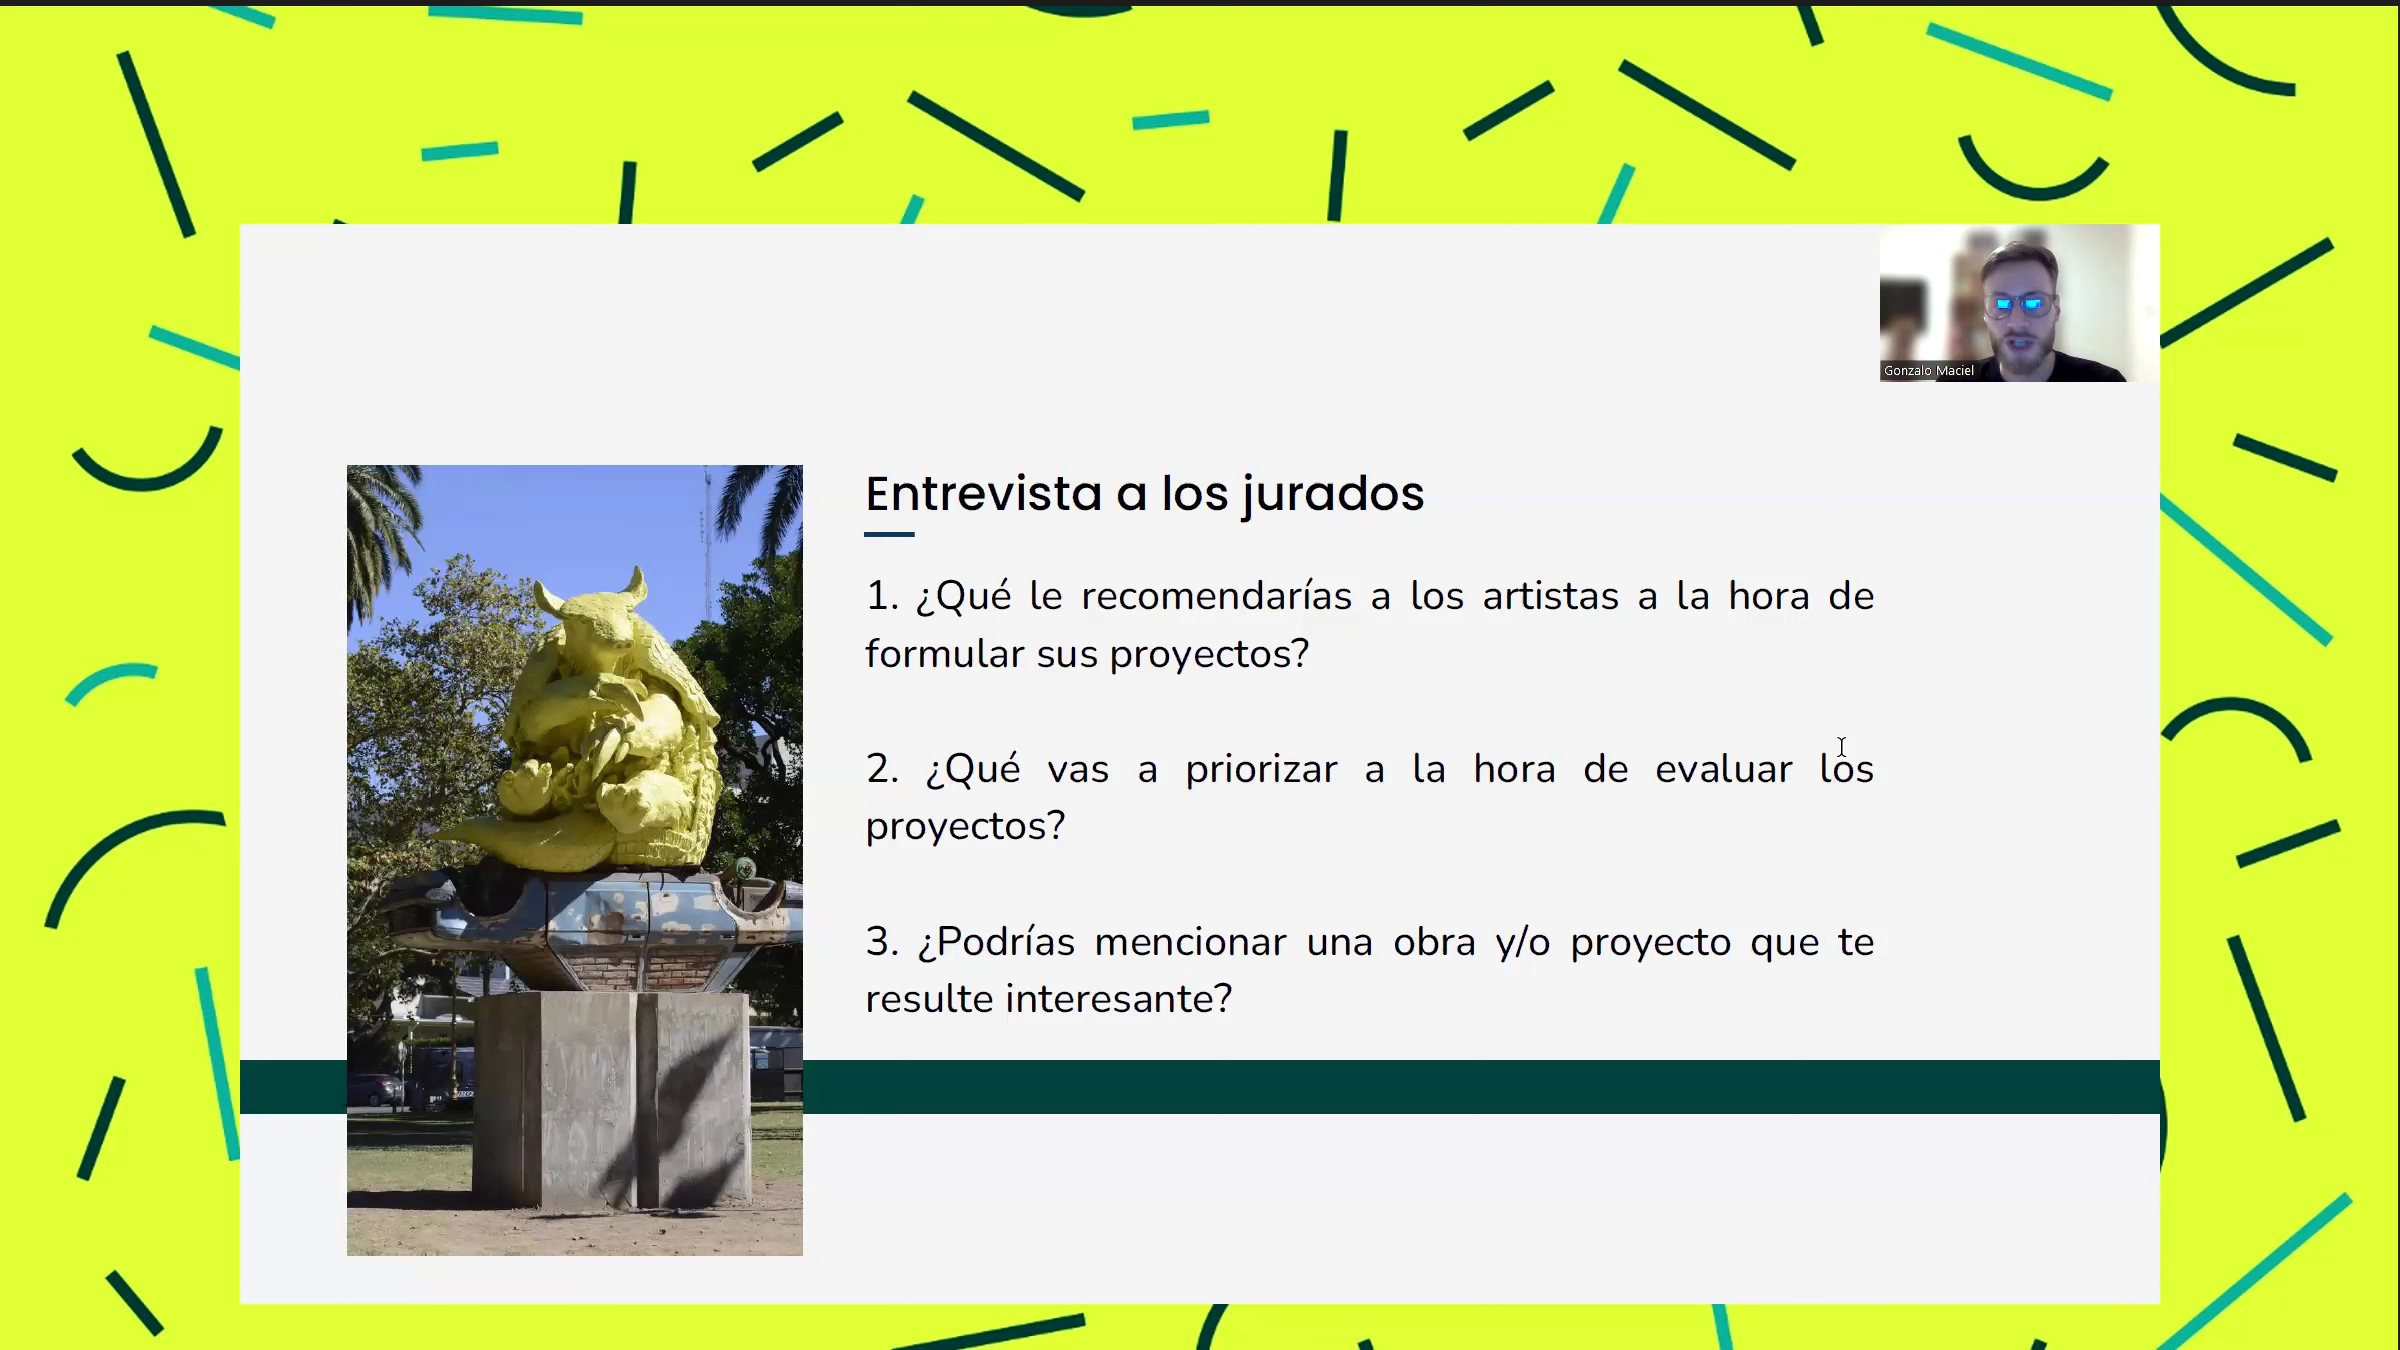 Gonzalo Maciel
Entrevista a los jurados
1. ¿Qué le recomendarías a los artistas a la hora de
formular sus proyectos?
2. ¿Qué vas a priorizar a la hora de evaluar los
proyectos?
3. ¿Podrías mencionar una obra y/o proyecto que te
resulte interesante?